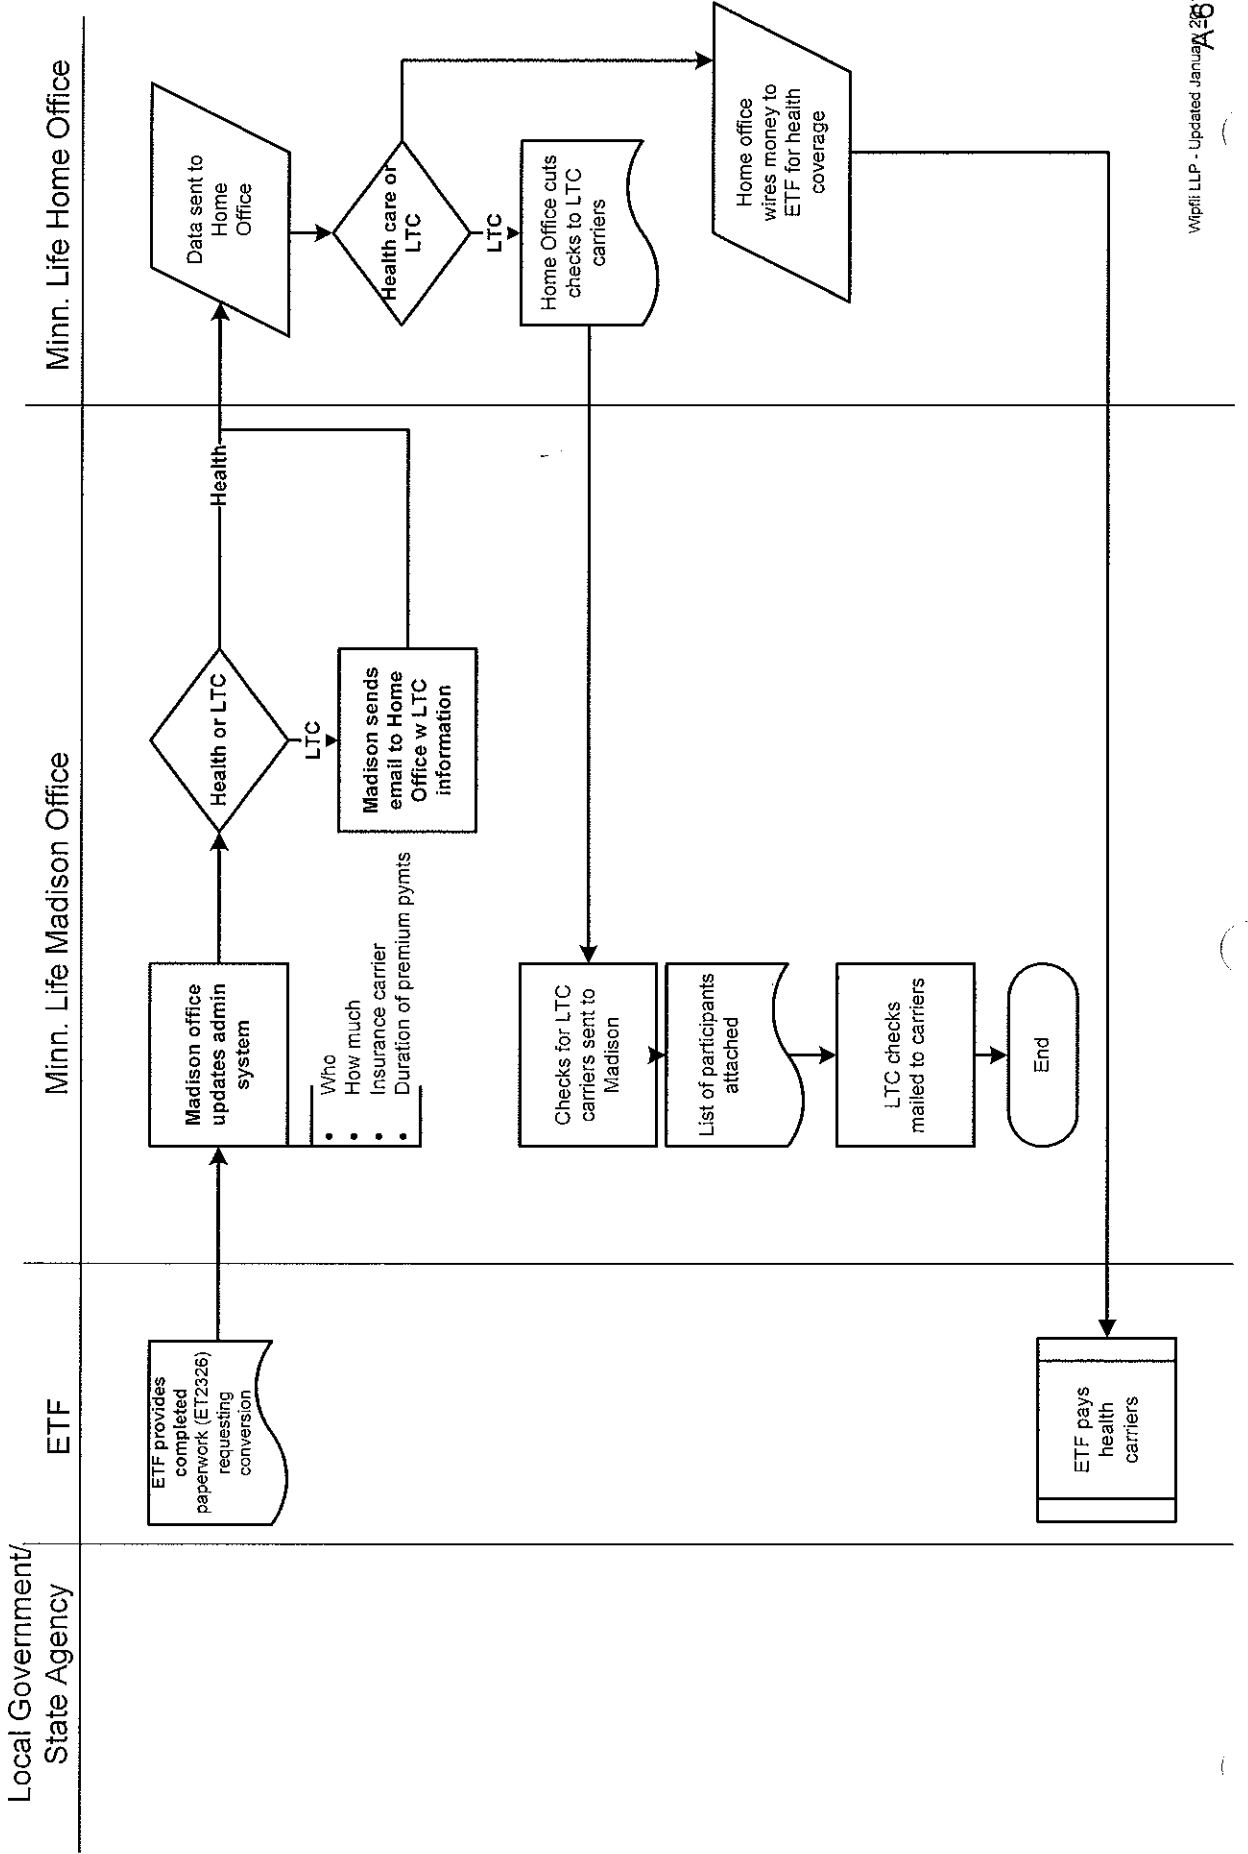 Local Government/
State Agency
ETF
Minn. Life Madison Office
Minn. Life Home Office
ETF provides
completed
paperwork (ET2326)
requesting
conversion
Madison office
updates admin
system
• Who
• How much
• Insurance carrier
• Duration of premium pymts
Health or LTC
Health
LTC
Madison sends
email to Home
Office w LTC
information
Data sent to
Home
Office
Health care or
LTC
LTC
Home Office cuts
checks to LTC
carriers
Home office
wires money to
ETF for health
coverage
Checks for LTC
carriers sent to
Madison
List of participants
attached
LTC checks
mailed to carriers
End
ETF pays
health
carriers
Wipfli LLP - Updated January
A-6